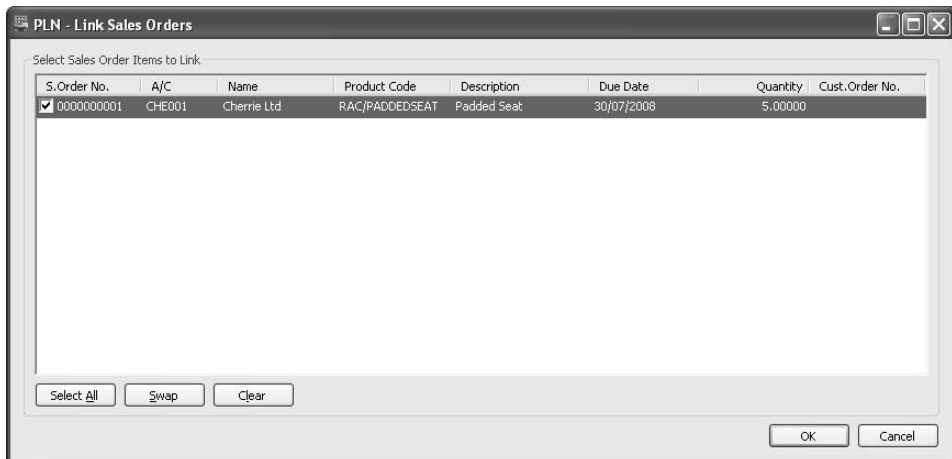 PLN - Link Sales Orders
Select Sales Order Items to Link
S.Order No. A/C Name Product Code Description Due Date Quantity Cust.Order No.
0000000001 CHE001 Cherrie Ltd RAC/PADDEDSEAT Padded Seat 30/07/2008 5.00000
Select All Swap Clear
OK Cancel